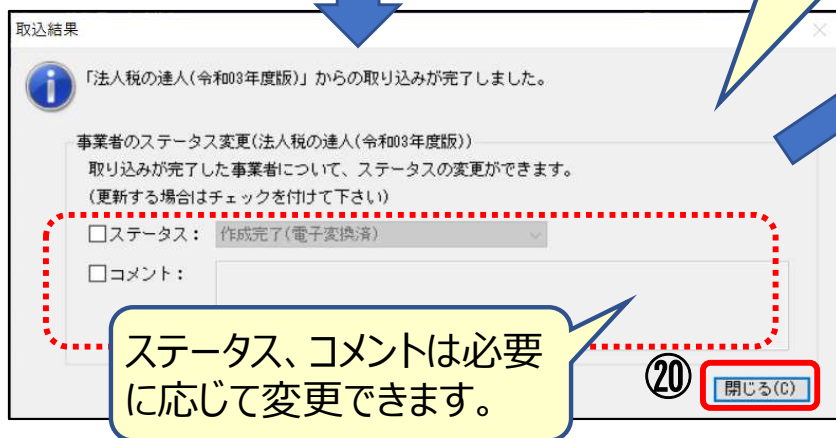 取込結果
「法人税の達人(令和03年度版)」からの取り込みが完了しました。
事業者のステータス変更(法人税の達人(令和03年度版))
取り込みが完了した事業者について、ステータスの変更ができます。
(更新する場合はチェックを付けて下さい)
ステータス: 作成完了(電子変換済)
コメント:
ステータス、コメントは必要
に応じて変更できます。
⑳ 閉じる(C)